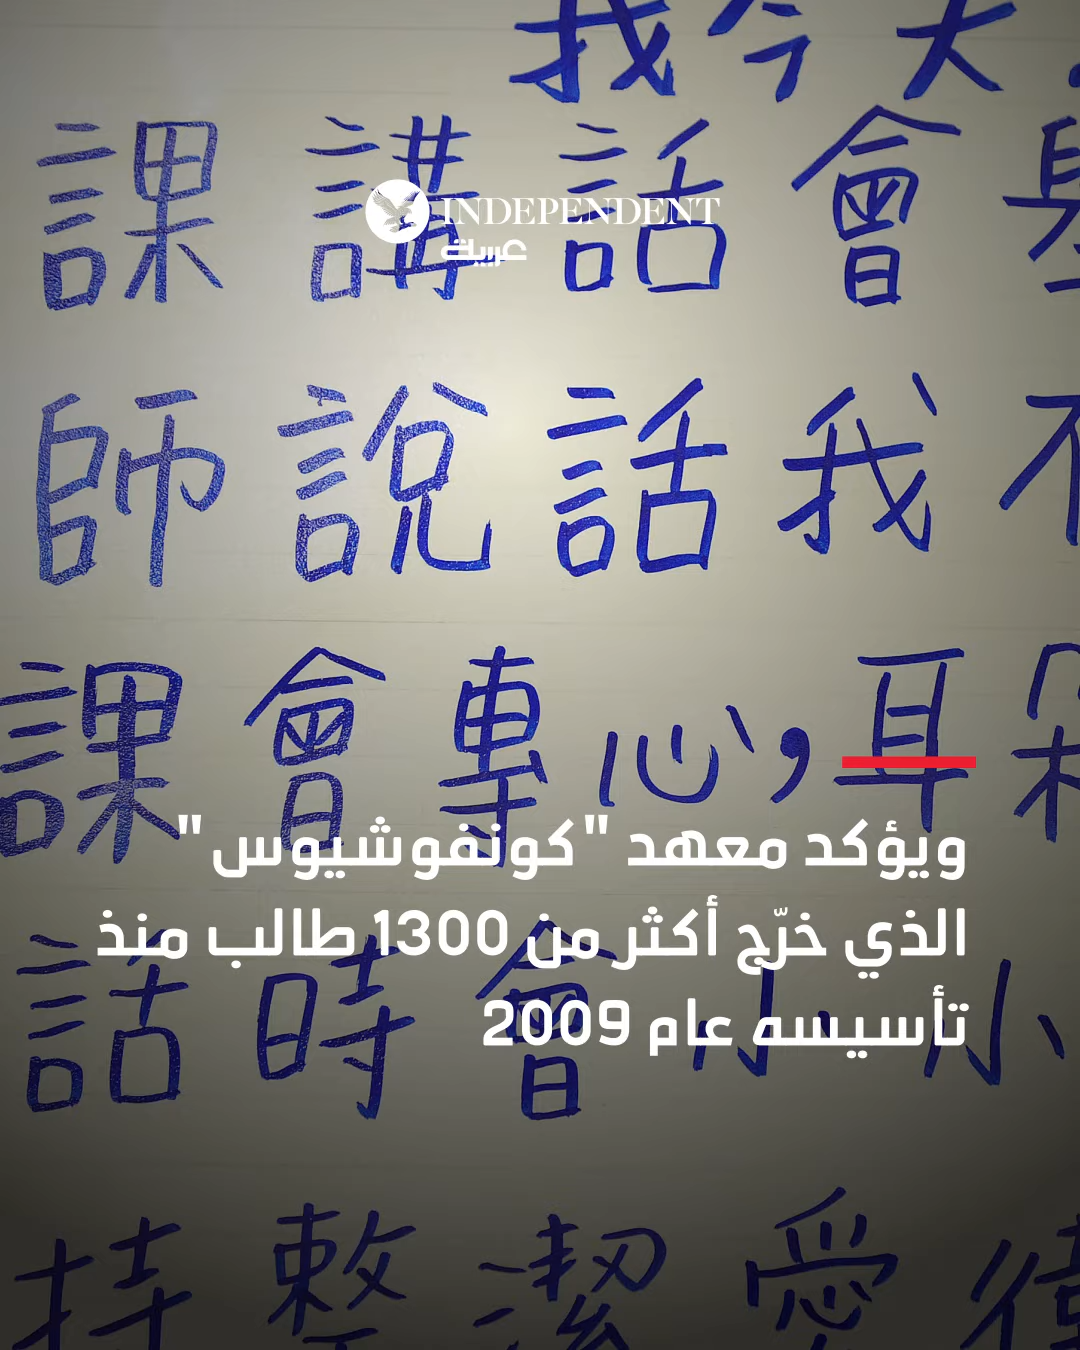 我今天
課講話會
INDEPENDENT
عربية
師說話我不
課會專心,耳朵
ويؤكد معهد "كونفوشيوس"
الذي خرّج أكثر من 1300 طالب منذ
تأسيسه عام 2009
話時會小小
持整潔愛